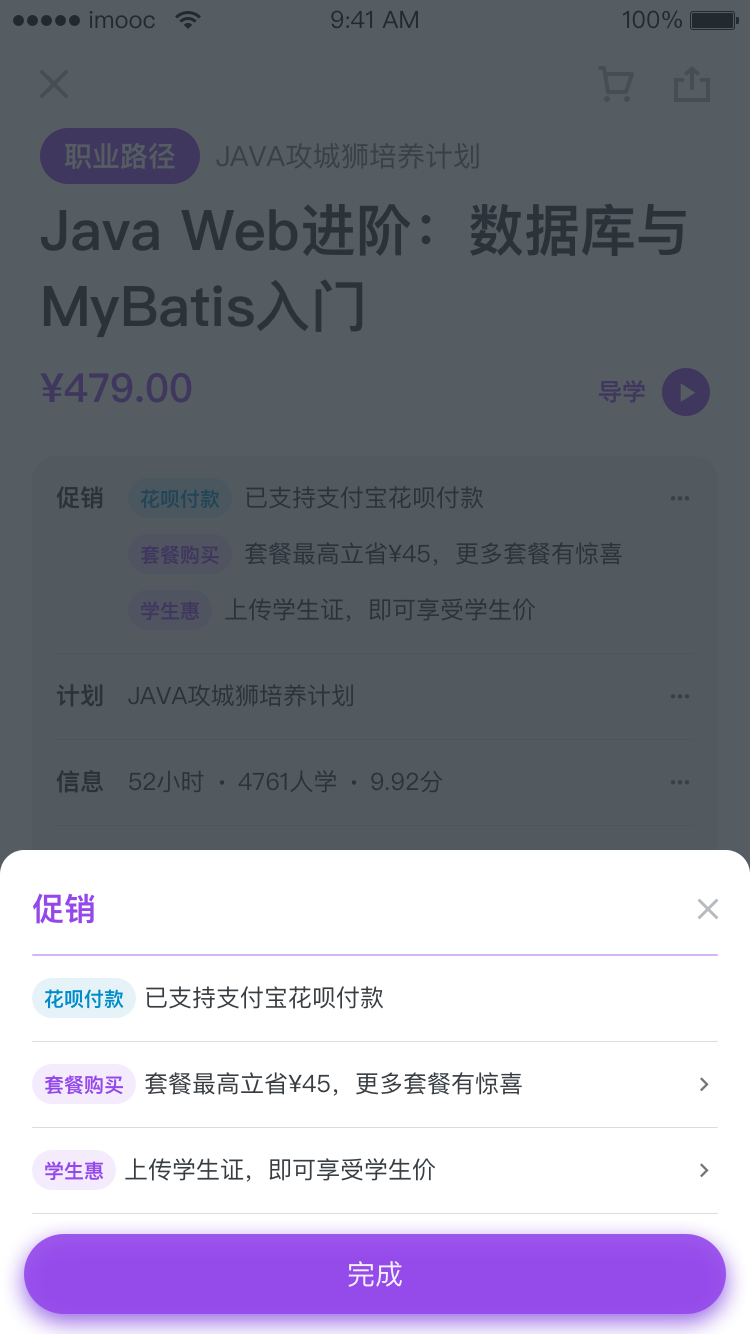 imooc 9:41 AM 100%
职业路径 JAVA攻城狮培养计划
Java Web进阶：数据库与
MyBatis入门
¥479.00 导学
促销 花呗付款 已支持支付宝花呗付款
套餐购买 套餐最高立省¥45，更多套餐有惊喜
学生惠 上传学生证，即可享受学生价
计划 JAVA攻城狮培养计划
信息 52小时 · 4761人学 · 9.92分
促销
花呗付款 已支持支付宝花呗付款
套餐购买 套餐最高立省¥45，更多套餐有惊喜
学生惠 上传学生证，即可享受学生价
完成